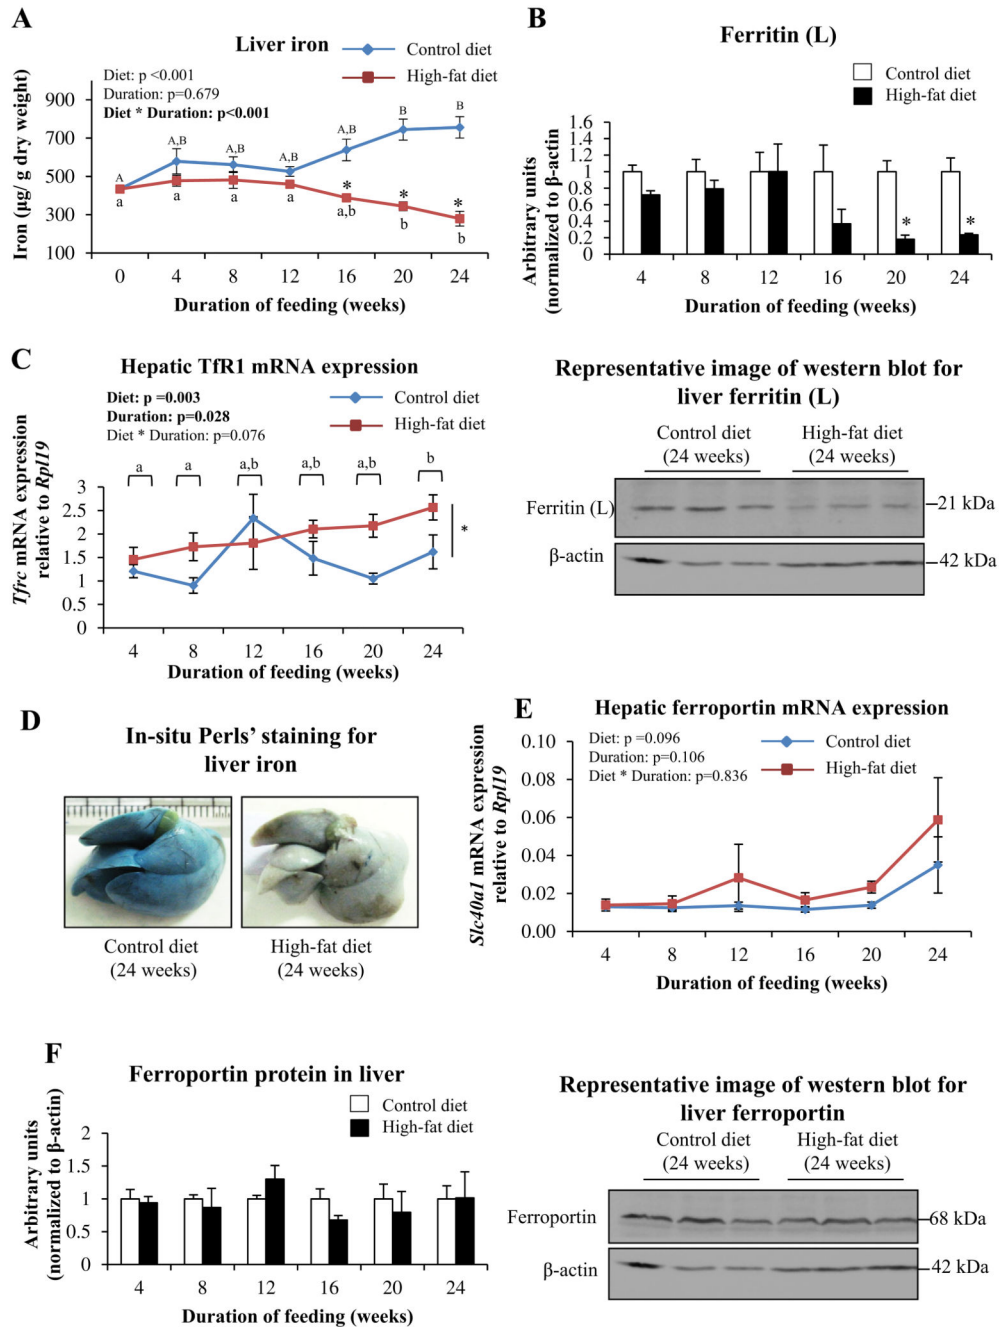 A
Liver iron
Control diet
High-fat diet
Diet: p <0.001
Duration: p=0.679
Diet * Duration: p<0.001
Iron (µg/ g dry weight)
900
700
500
300
100
A
A,B
A,B
A,B
A,B
B
B
a
a
a
a
*
a,b
*
b
*
b
0
4
8
12
16
20
24
Duration of feeding (weeks)
B
Ferritin (L)
Control diet
High-fat diet
Arbitrary units
(normalized to β-actin)
1.6
1.4
1.2
1
0.8
0.6
0.4
0.2
0
*
*
4
8
12
16
20
24
Duration of feeding (weeks)
Representative image of western blot for
liver ferritin (L)
Control diet
(24 weeks)
High-fat diet
(24 weeks)
Ferritin (L)
21 kDa
β-actin
42 kDa
C
Hepatic TfR1 mRNA expression
Diet: p =0.003
Duration: p=0.028
Diet * Duration: p=0.076
Control diet
High-fat diet
Tfrc mRNA expression
relative to Rpl19
a
a
a,b
a,b
a,b
b
3
2.5
2
1.5
1
0.5
0
*
4
8
12
16
20
24
Duration of feeding (weeks)
D
In-situ Perls’ staining for
liver iron
Control diet
(24 weeks)
High-fat diet
(24 weeks)
E
Hepatic ferroportin mRNA expression
Diet: p =0.096
Duration: p=0.106
Diet * Duration: p=0.836
Control diet
High-fat diet
Slc40a1 mRNA expression
relative to Rpl19
0.10
0.08
0.06
0.04
0.02
0.00
4
8
12
16
20
24
Duration of feeding (weeks)
F
Ferroportin protein in liver
Control diet
High-fat diet
Arbitrary units
(normalized to β-actin)
2
1.5
1
0.5
0
4
8
12
16
20
24
Duration of feeding (weeks)
Representative image of western blot for
liver ferroportin
Control diet
(24 weeks)
High-fat diet
(24 weeks)
Ferroportin
68 kDa
β-actin
42 kDa